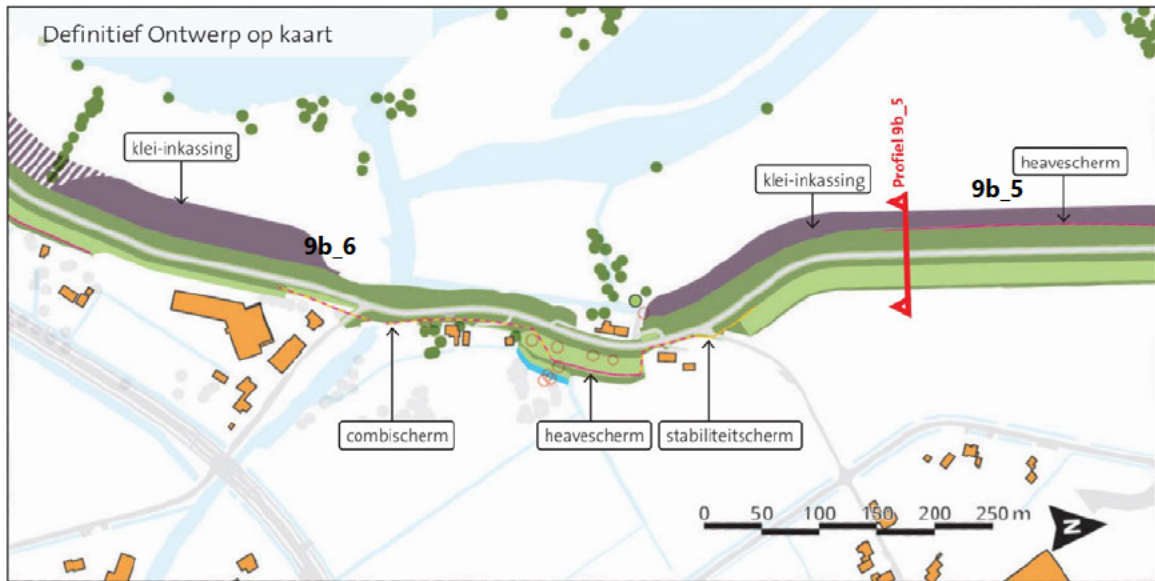 Definitief Ontwerp op kaart
klei-inkassing
9b_6
klei-inkassing
Profiel 9b_5
9b_5
heavescherm
combischerm
heavescherm
stabiliteitscherm
0 50 100 150 200 250 m
N